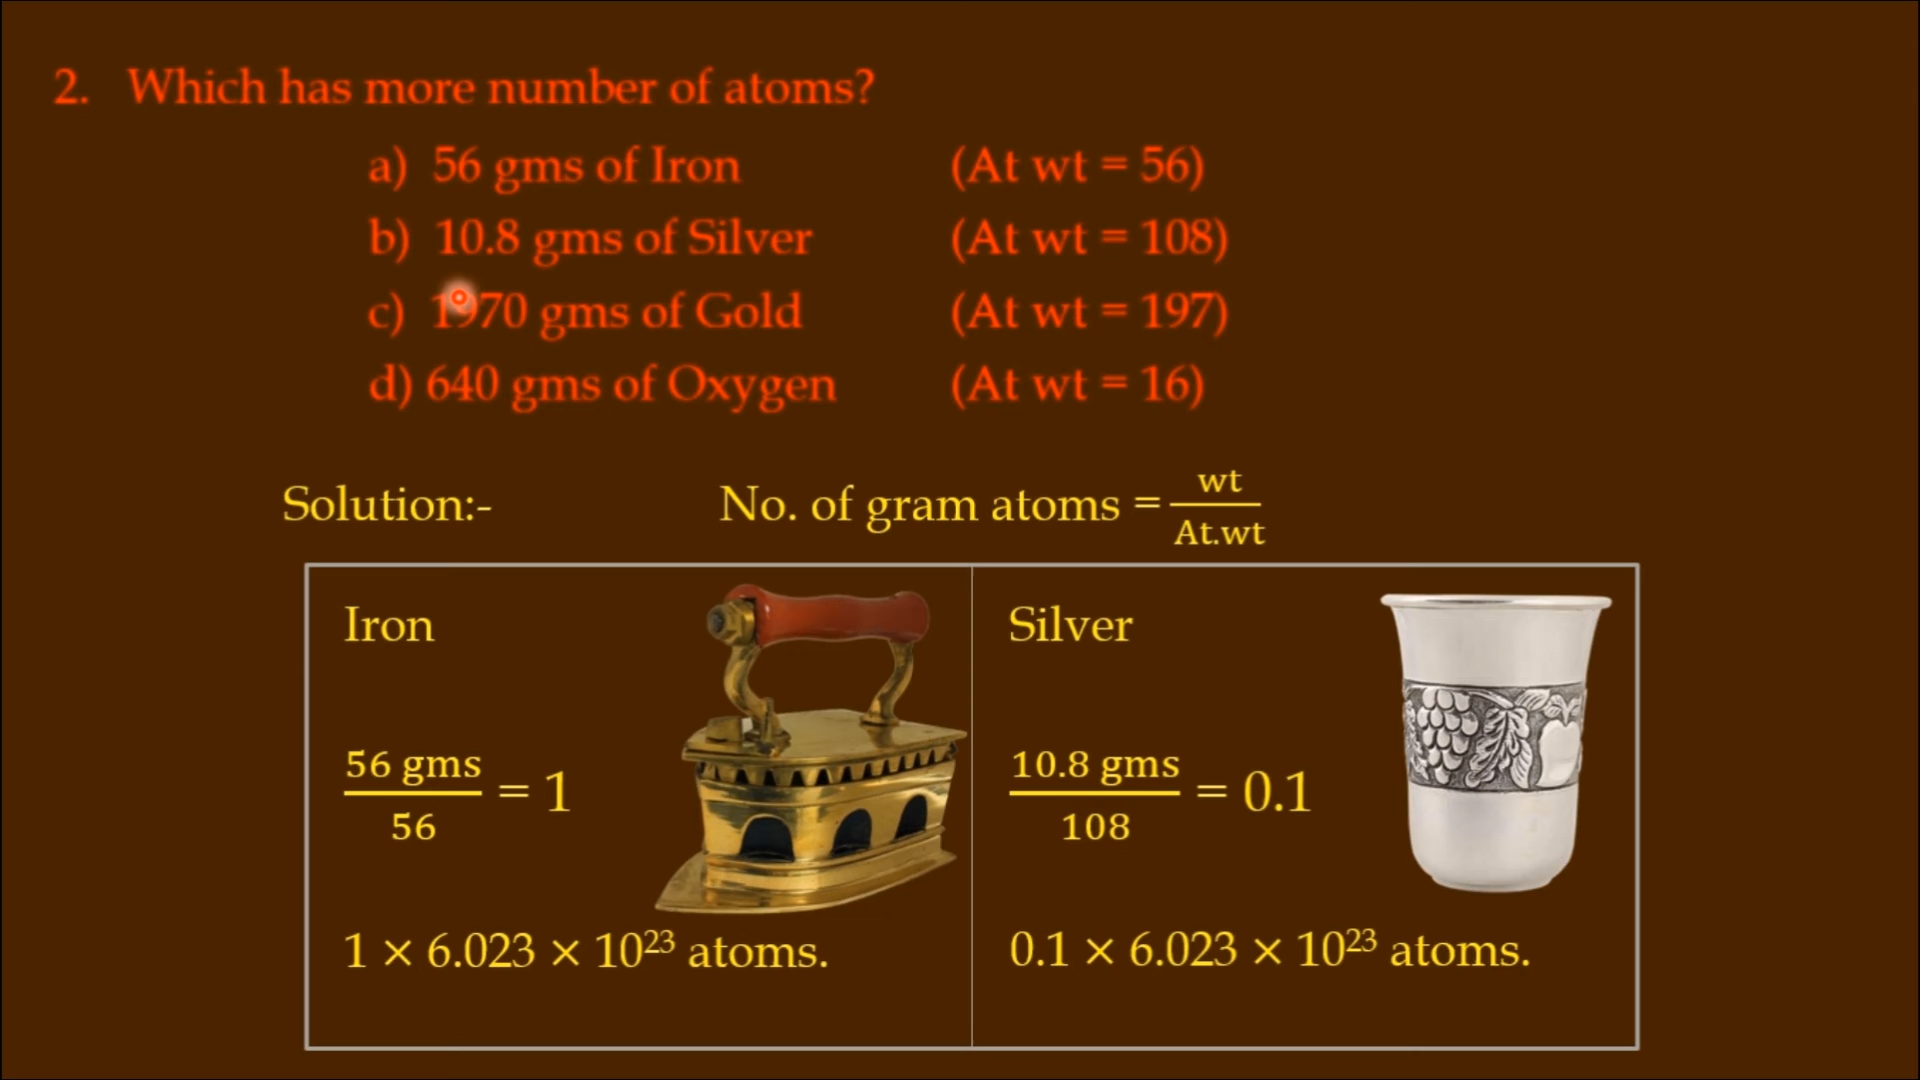 2. Which has more number of atoms?
a) 56 gms of Iron (At wt = 56)
b) 10.8 gms of Silver (At wt = 108)
c) 1970 gms of Gold (At wt = 197)
d) 640 gms of Oxygen (At wt = 16)
Solution:- No. of gram atoms = wt/At.wt
Iron
56 gms/56 = 1
1 × 6.023 × 10²³ atoms.
Silver
10.8 gms/108 = 0.1
0.1 × 6.023 × 10²³ atoms.